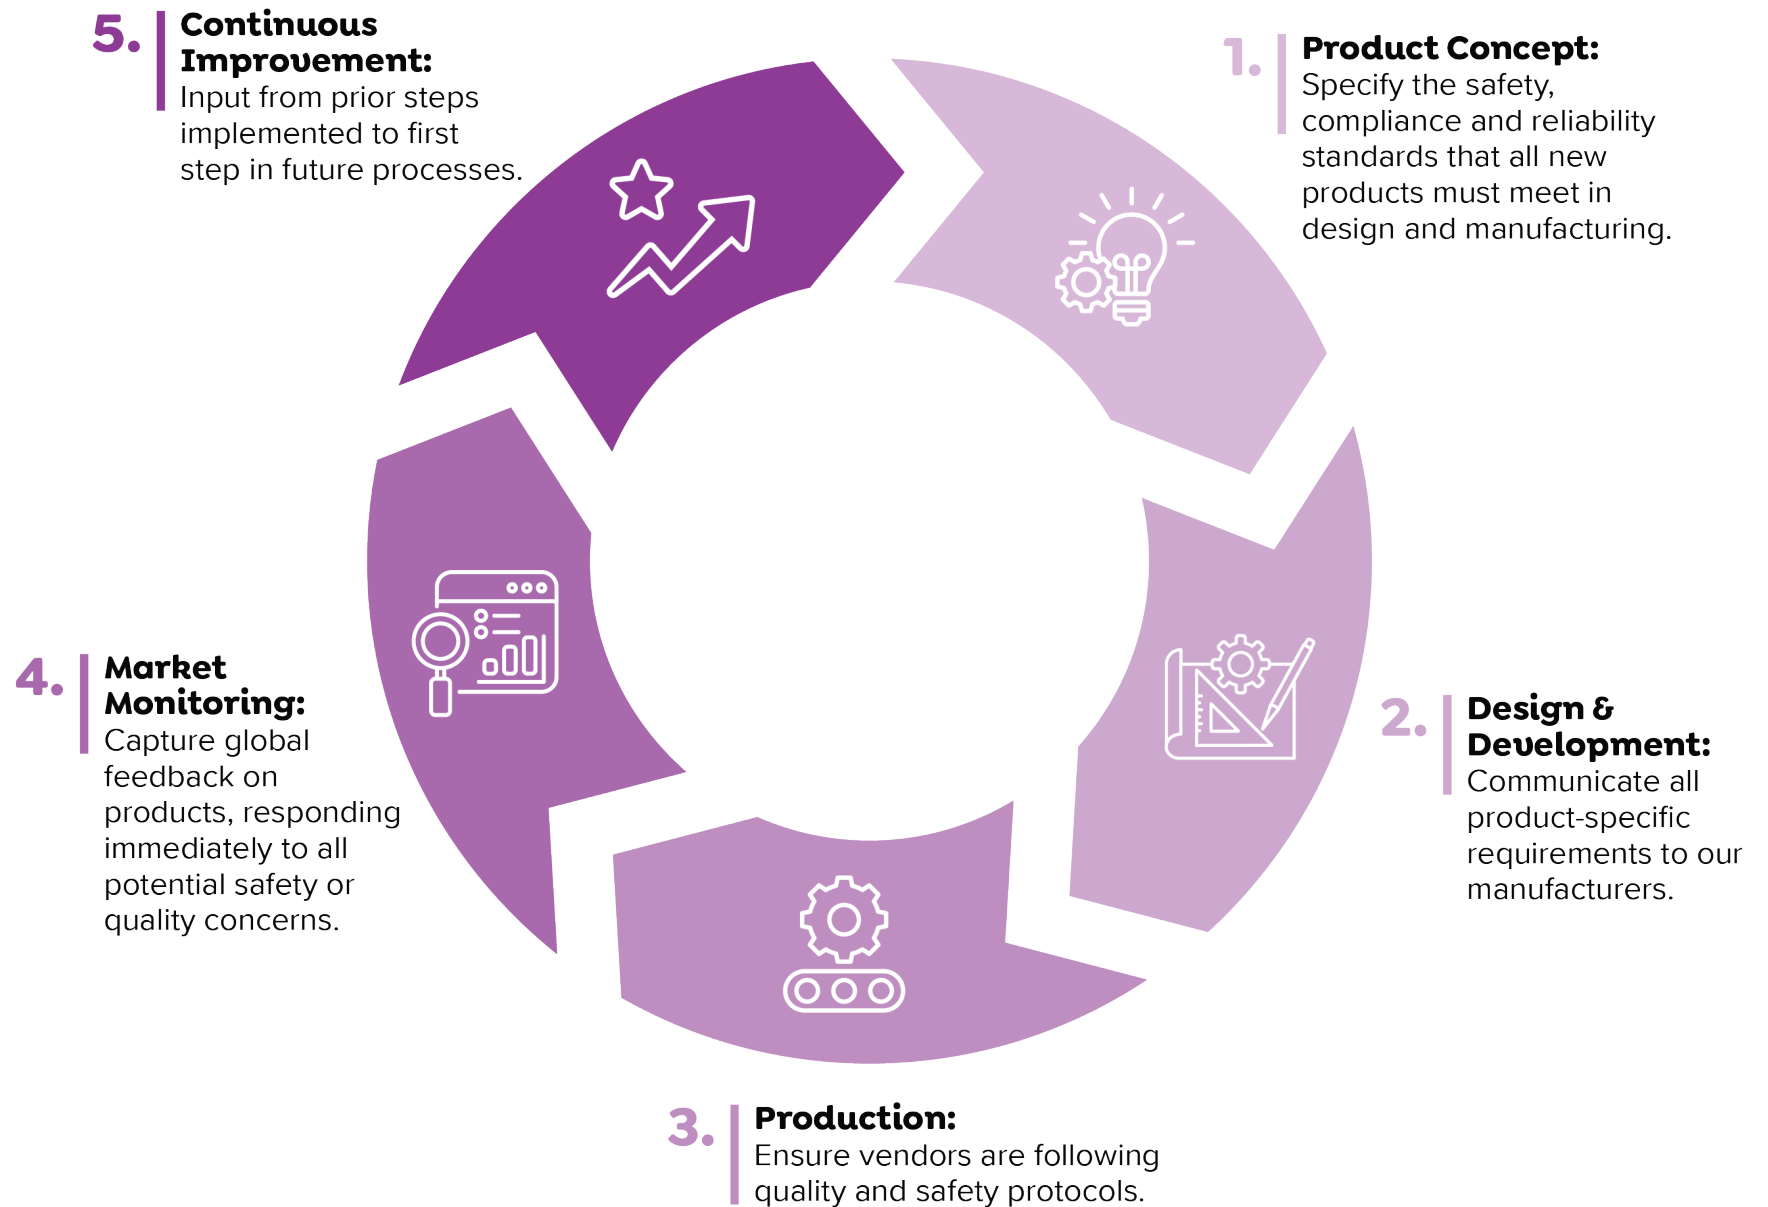 1.
Product Concept:
Specify the safety,
compliance and reliability
standards that all new
products must meet in
design and manufacturing.
2.
Design &
Development:
Communicate all
product-specific
requirements to our
manufacturers.
3.
Production:
Ensure vendors are following
quality and safety protocols.
4.
Market
Monitoring:
Capture global
feedback on
products, responding
immediately to all
potential safety or
quality concerns.
5.
Continuous
Improvement:
Input from prior steps
implemented to first
step in future processes.